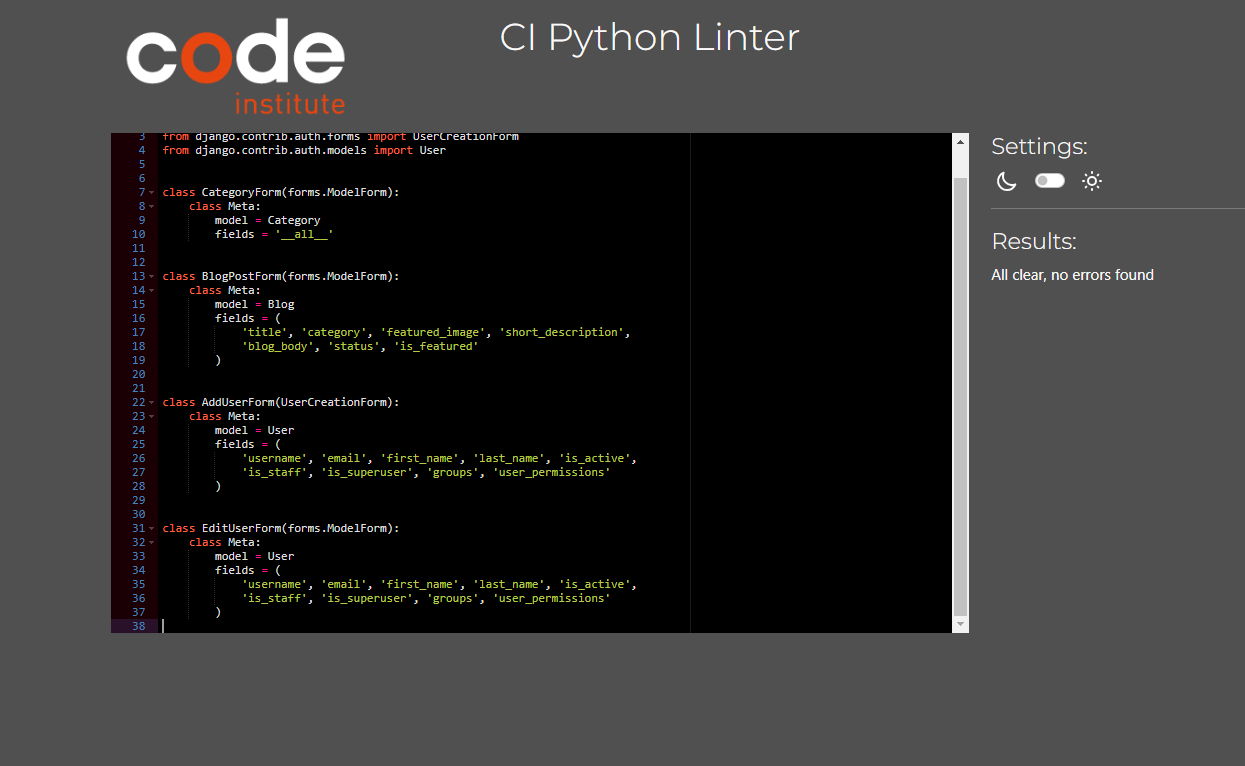 code
institute
CI Python Linter
3 from django.contrib.auth.forms import UserCreationForm
4 from django.contrib.auth.models import User
5
6
7 class CategoryForm(forms.ModelForm):
8     class Meta:
9         model = Category
10         fields = '__all__'
11
12
13 class BlogPostForm(forms.ModelForm):
14     class Meta:
15         model = Blog
16         fields = (
17             'title', 'category', 'featured_image', 'short_description',
18             'blog_body', 'status', 'is_featured'
19         )
20
21
22 class AddUserForm(UserCreationForm):
23     class Meta:
24         model = User
25         fields = (
26             'username', 'email', 'first_name', 'last_name', 'is_active',
27             'is_staff', 'is_superuser', 'groups', 'user_permissions'
28         )
29
30
31 class EditUserForm(forms.ModelForm):
32     class Meta:
33         model = User
34         fields = (
35             'username', 'email', 'first_name', 'last_name', 'is_active',
36             'is_staff', 'is_superuser', 'groups', 'user_permissions'
37         )
38
Settings:
Results:
All clear, no errors found